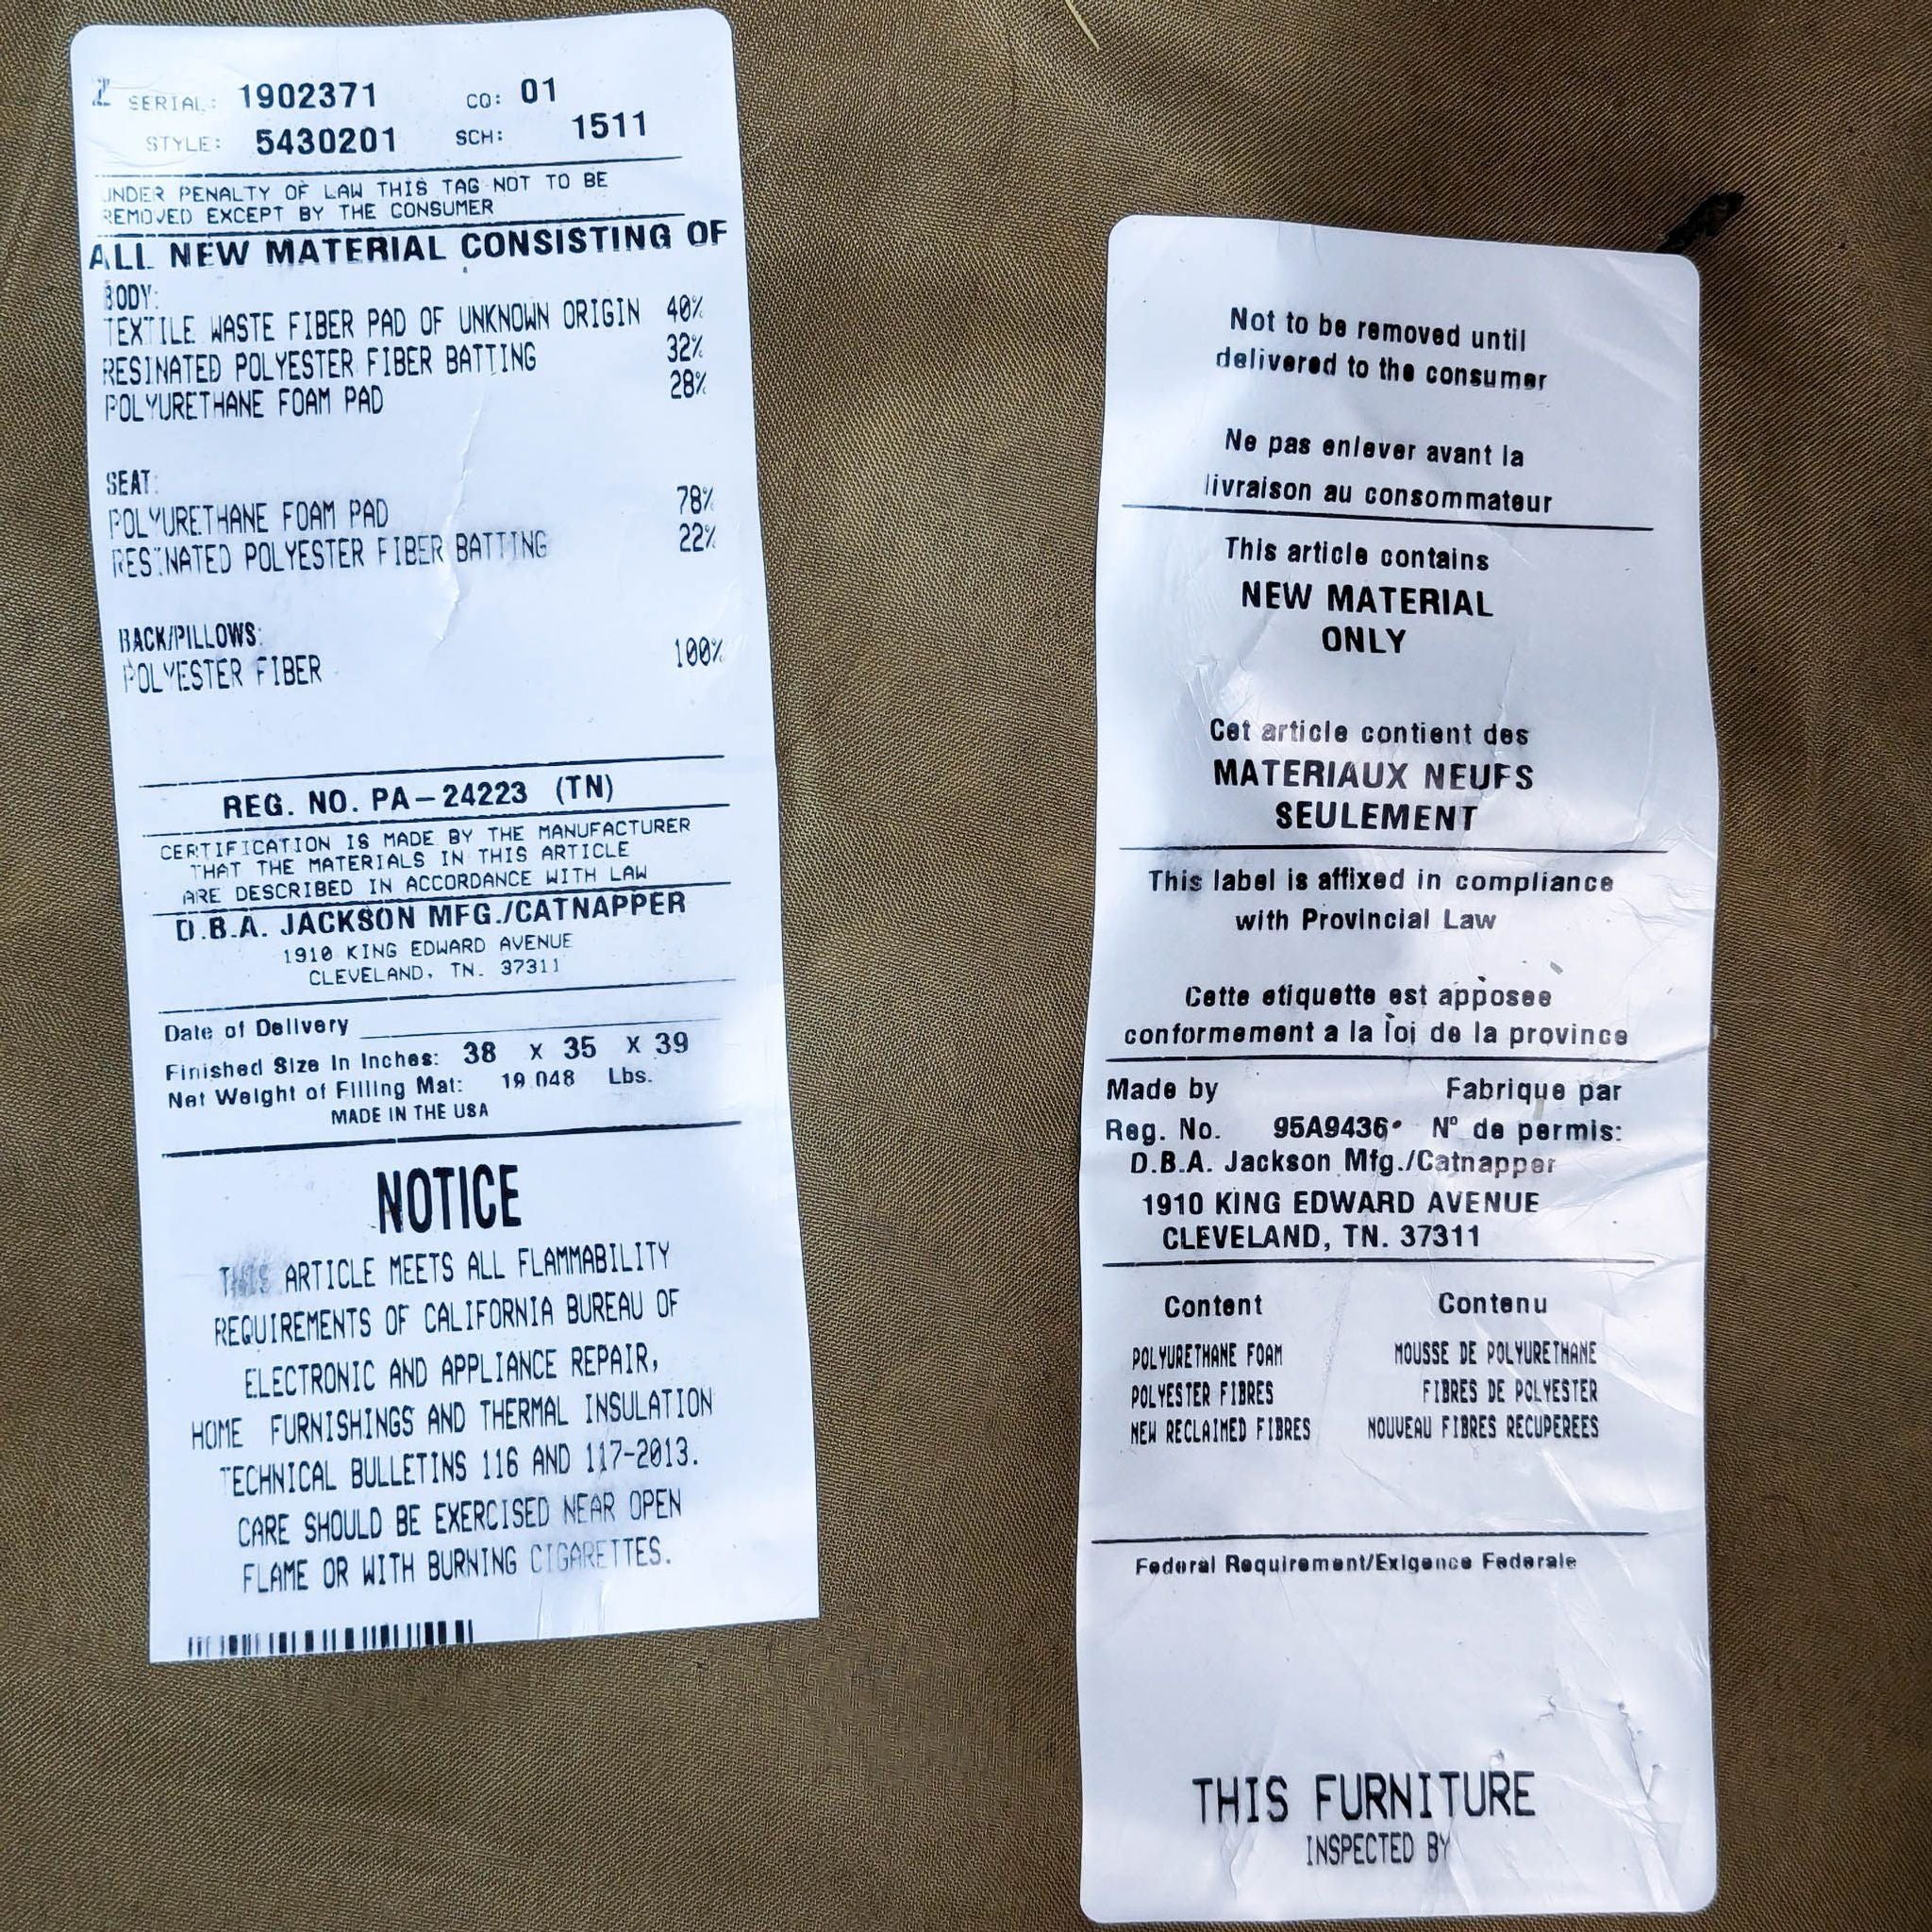 Z SERIAL: 1902371 CO: 01
STYLE: 5430201 SCH: 1511
UNDER PENALTY OF LAW THIS TAG NOT TO BE
REMOVED EXCEPT BY THE CONSUMER
ALL NEW MATERIAL CONSISTING OF
BODY:
TEXTILE WASTE FIBER PAD OF UNKNOWN ORIGIN 40%
RESINATED POLYESTER FIBER BATTING 32%
POLYURETHANE FOAM PAD 28%
SEAT:
POLYURETHANE FOAM PAD 78%
RESINATED POLYESTER FIBER BATTING 22%
BACK/PILLOWS:
POLYESTER FIBER 100%
REG. NO. PA-24223 (TN)
CERTIFICATION IS MADE BY THE MANUFACTURER
THAT THE MATERIALS IN THIS ARTICLE
ARE DESCRIBED IN ACCORDANCE WITH LAW
D.B.A. JACKSON MFG./CATNAPPER
1910 KING EDWARD AVENUE
CLEVELAND, TN. 37311
Date of Delivery
Finished Size In Inches: 38 X 35 X 39
Net Weight of Filling Mat: 19.048 Lbs.
MADE IN THE USA
NOTICE
THIS ARTICLE MEETS ALL FLAMMABILITY
REQUIREMENTS OF CALIFORNIA BUREAU OF
ELECTRONIC AND APPLIANCE REPAIR,
HOME FURNISHINGS AND THERMAL INSULATION
TECHNICAL BULLETINS 116 AND 117-2013.
CARE SHOULD BE EXERCISED NEAR OPEN
FLAME OR WITH BURNING CIGARETTES.
Not to be removed until
delivered to the consumer
Ne pas enlever avant la
livraison au consommateur
This article contains
NEW MATERIAL
ONLY
Cet article contient des
MATERIAUX NEUFS
SEULEMENT
This label is affixed in compliance
with Provincial Law
Cette etiquette est apposee
conformement a la loi de la province
Made by Fabrique par
Reg. No. 95A9436 N° de permis:
D.B.A. Jackson Mfg./Catnapper
1910 KING EDWARD AVENUE
CLEVELAND, TN. 37311
Content Contenu
POLYURETHANE FOAM MOUSSE DE POLYURETHANE
POLYESTER FIBRES FIBRES DE POLYESTER
NEW RECLAIMED FIBRES NOUVEAU FIBRES RECUPEREES
Federal Requirement/Exigence Federale
THIS FURNITURE
INSPECTED BY